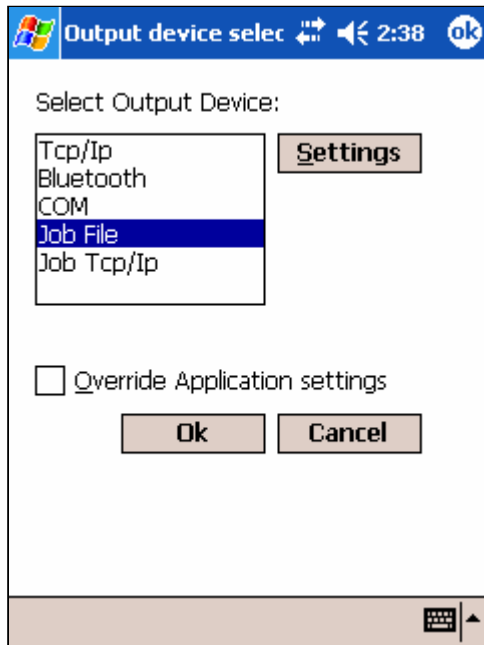 Output device selec 2:38 ok
Select Output Device:
Tcp/Ip
Settings
Bluetooth
COM
Job File
Job Tcp/Ip
Override Application settings
Ok Cancel